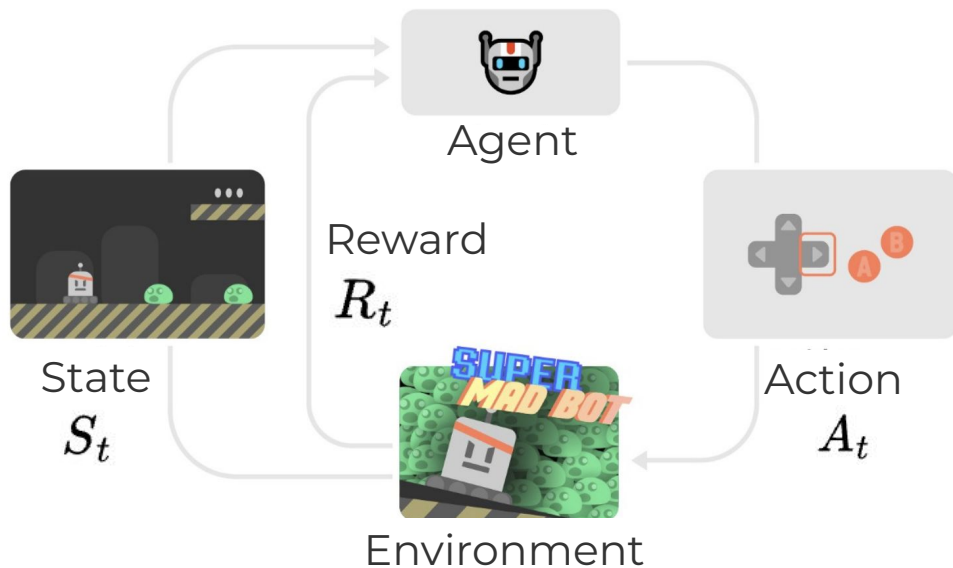 Agent
Reward
R_t
A
B
State
S_t
SUPER
MAD BOT
Action
A_t
Environment